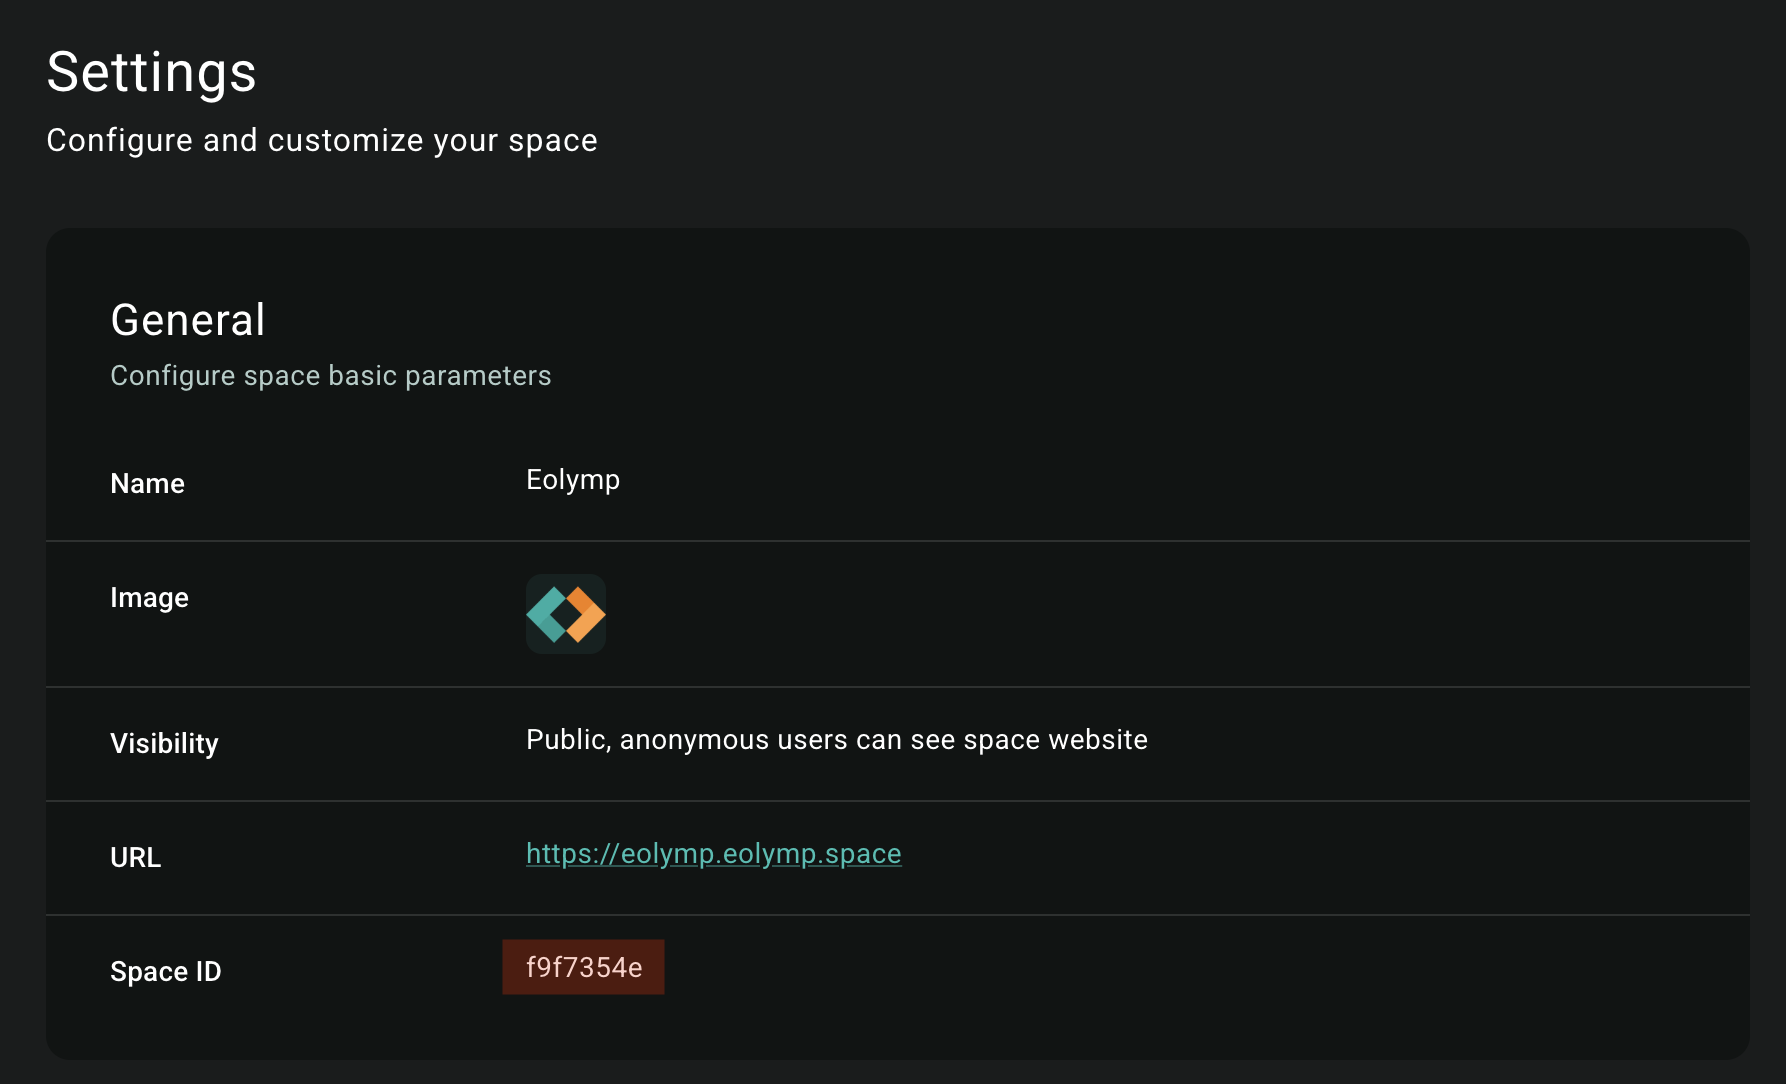 Settings
Configure and customize your space
General
Configure space basic parameters
Name
Eolymp
Image
Visibility
Public, anonymous users can see space website
URL
https://eolymp.eolymp.space
Space ID
f9f7354e